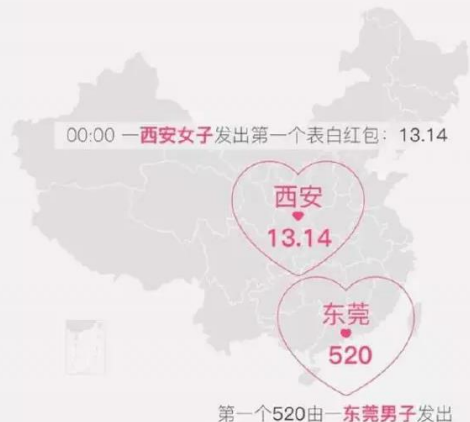 00:00 一西安女子发出第一个表白红包：13.14
西安
13.14
东莞
520
第一个520由一东莞男子发出